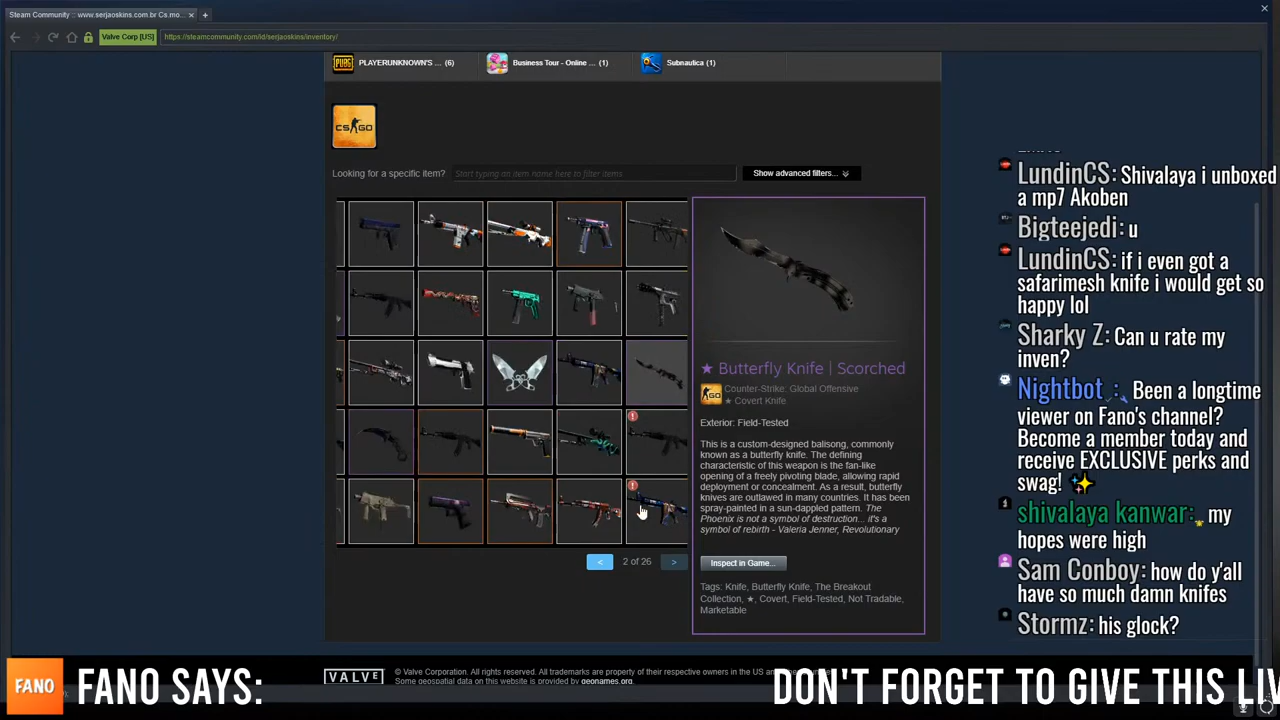 Steam Community :: www.serjaoskins.com.br Cs.mo...
Valve Corp [US]
https://steamcommunity.com/id/serjaoskins/inventory/
PLAYERUNKNOWN'S ... (6)
Business Tour - Online ... (1)
Subnautica (1)
PUBG
CS GO
Looking for a specific item?
Start typing an item name here to filter items
Show advanced filters...
★ Butterfly Knife | Scorched
Counter-Strike: Global Offensive
★ Covert Knife
Exterior: Field-Tested
This is a custom-designed balisong, commonly
known as a butterfly knife. The defining
characteristic of this weapon is the fan-like
opening of a freely pivoting blade, allowing rapid
deployment or concealment. As a result, butterfly
knives are outlawed in many countries. It has been
spray-painted in a sun-dappled pattern. The
Phoenix is not a symbol of destruction... it's a
symbol of rebirth - Valeria Jenner, Revolutionary
Inspect in Game...
Tags: Knife, Butterfly Knife, The Breakout
Collection, ★, Covert, Field-Tested, Not Tradable,
Marketable
< 2 of 26 >
LundinCS: Shivalaya i unboxed
a mp7 Akoben
Bigteejedi: u
LundinCS: if i even got a
safarimesh knife i would get so
happy lol
Sharky Z: Can u rate my
inven?
Nightbot: Been a longtime
viewer on Fano's channel?
Become a member today and
receive EXCLUSIVE perks and
swag! ✨
shivalaya kanwar: my
hopes were high
Sam Conboy: how do y'all
have so much damn knifes
Stormz: his glock?
VALVE
© Valve Corporation. All rights reserved. All trademarks are property of their respective owners in the US an
Some geospatial data on this website is provided by geonames.org.
FANO
FANO SAYS:
DON'T FORGET TO GIVE THIS LIV